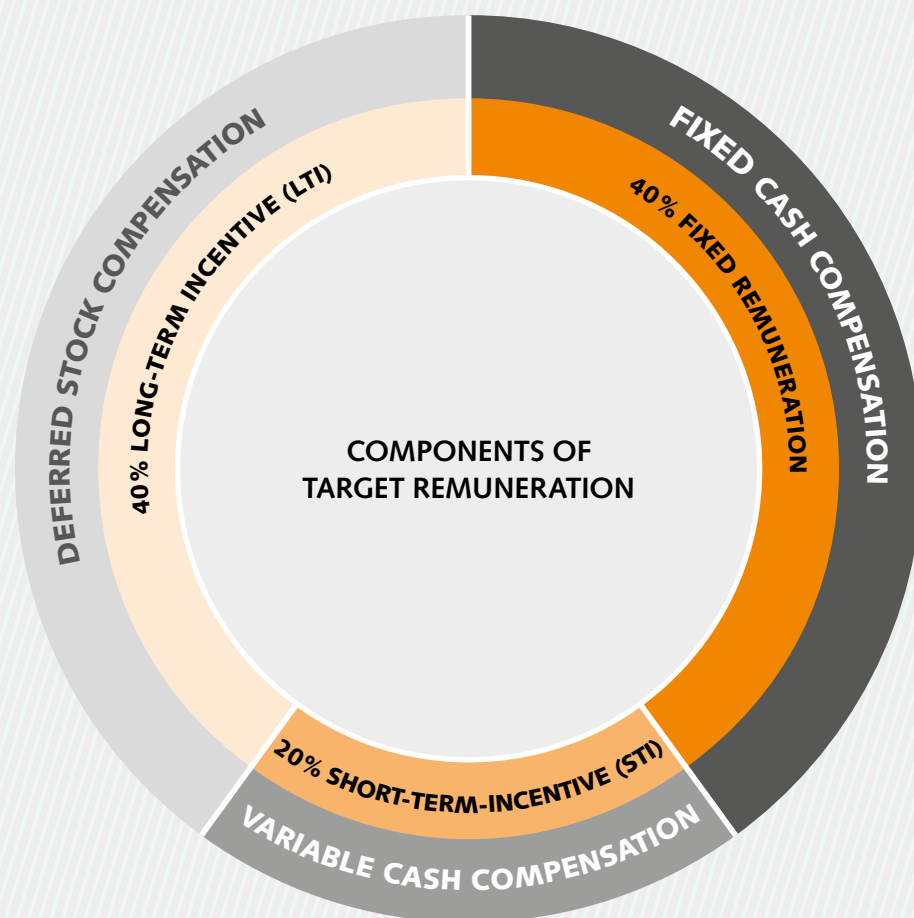 COMPONENTS OF
TARGET REMUNERATION
FIXED CASH COMPENSATION
40% FIXED REMUNERATION
VARIABLE CASH COMPENSATION
20% SHORT-TERM-INCENTIVE (STI)
DEFERRED STOCK COMPENSATION
40% LONG-TERM INCENTIVE (LTI)